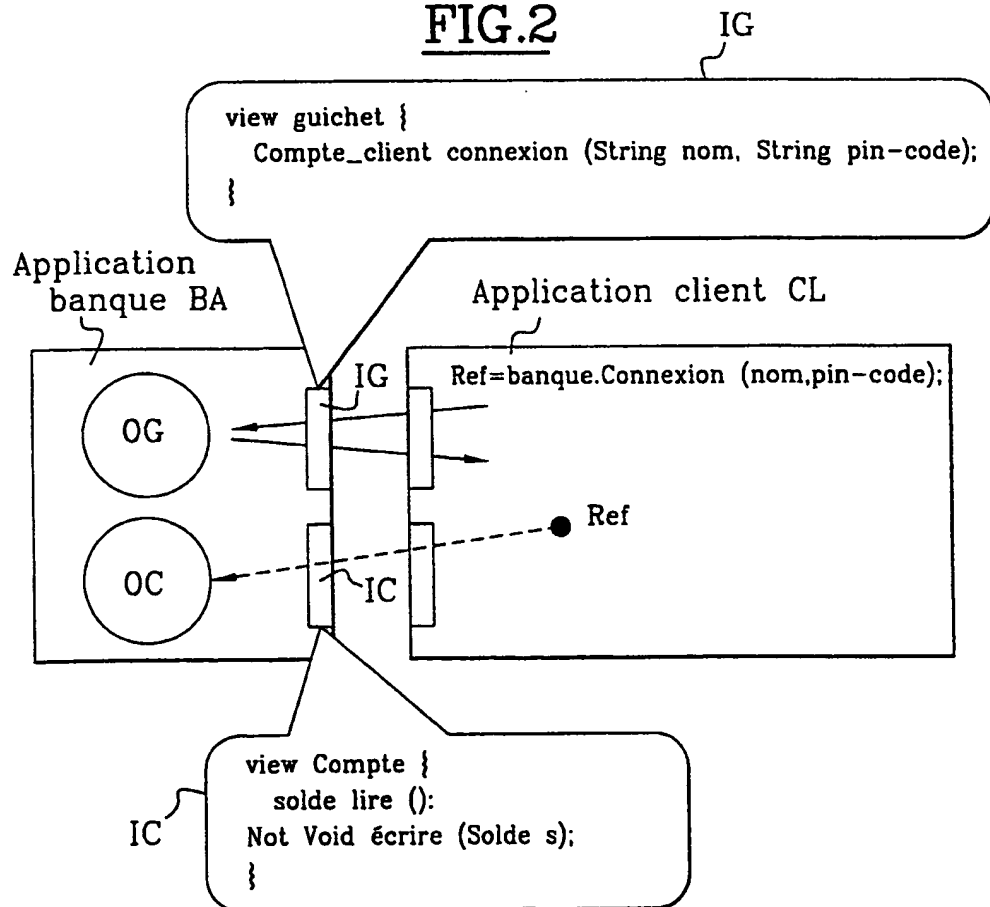 FIG.2
IG
view guichet {
Compte_client connexion (String nom, String pin-code);
}
Application
banque BA
Application client CL
Ref=banque.Connexion (nom,pin-code);
IG
OG
Ref
OC
IC
view Compte {
solde lire ():
Not Void écrire (Solde s);
}
IC